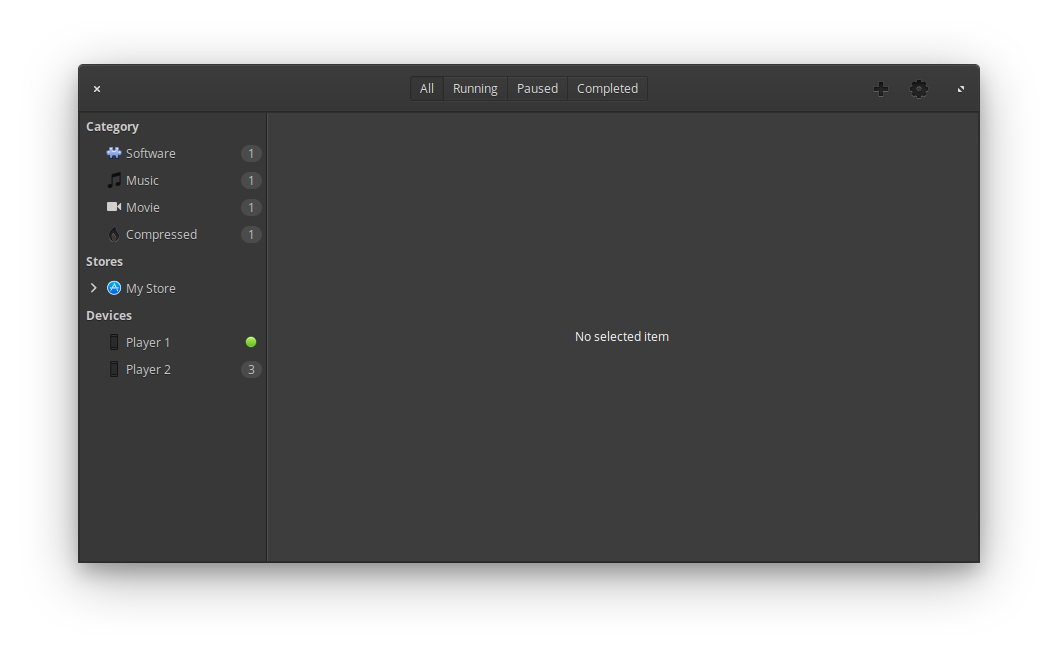 All Running Paused Completed
Category
Software 1
Music 1
Movie 1
Compressed 1
Stores
My Store
Devices
Player 1
Player 2 3
No selected item